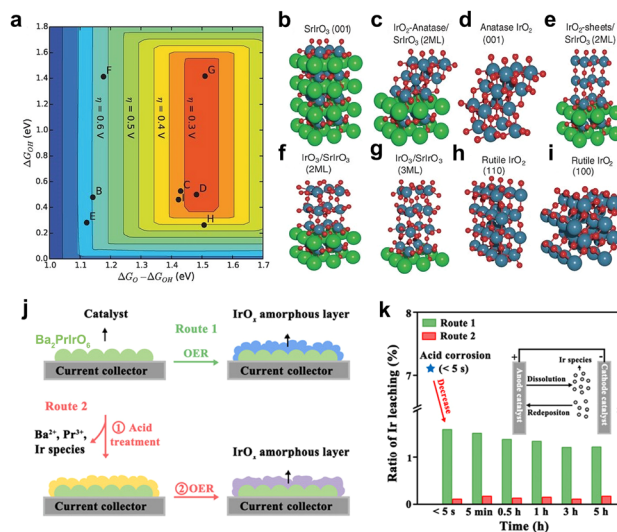 a
1.8
1.6
1.4
1.2
1.0
0.8
0.6
0.4
0.2
0.0
ΔG_OH (eV)
F
G
η = 0.6 V
η = 0.5 V
η = 0.4 V
η = 0.3 V
B
C
D
I
E
H
1.0 1.1 1.2 1.3 1.4 1.5 1.6 1.7
ΔG_O−ΔG_OH (eV)
b
SrIrO₃ (001)
c
IrO₂-Anatase/
SrIrO₃ (2ML)
d
Anatase IrO₂
(001)
e
IrO₂-sheets/
SrIrO₃ (2ML)
f
IrO₃/SrIrO₃
(2ML)
g
IrO₃/SrIrO₃
(3ML)
h
Rutile IrO₂
(110)
i
Rutile IrO₂
(100)
j
Catalyst
Ba₂PrIrO₆
Current collector
Route 1
OER
IrOₓ amorphous layer
Current collector
Route 2
① Acid
treatment
Ba²⁺, Pr³⁺,
Ir species
Current collector
② OER
IrOₓ amorphous layer
Current collector
k
8
7
1
0
Ratio of Ir leaching (%)
Route 1
Route 2
Acid corrosion
(< 5 s)
Decrease
+
-
Ir species
Anode catalyst
Dissolution
Redepositon
Cathode catalyst
< 5 s 5 min 0.5 h 1 h 3 h 5 h
Time (h)